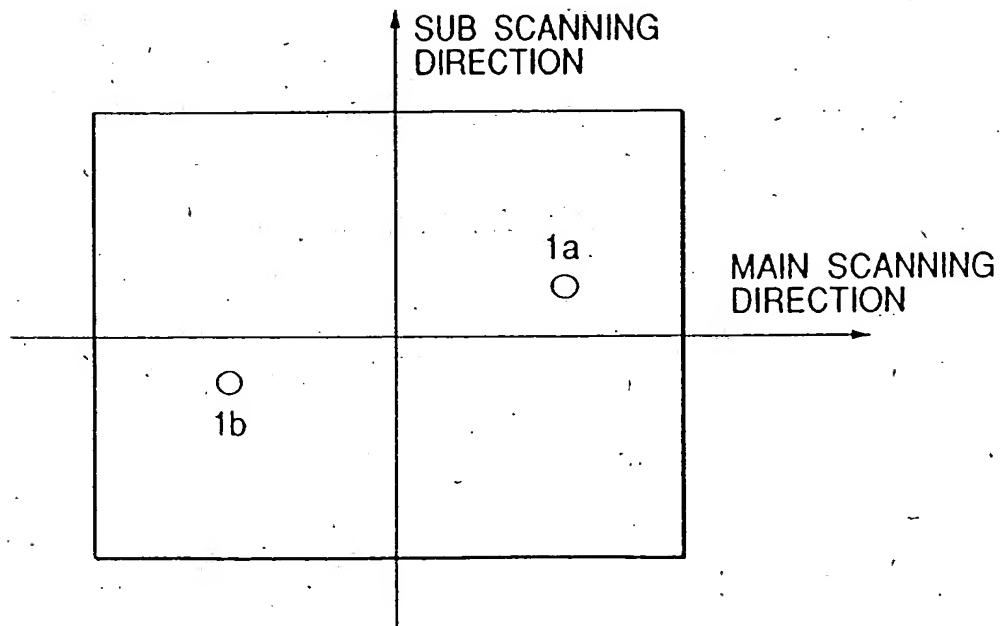 SUB SCANNING
DIRECTION
1a
MAIN SCANNING
DIRECTION
1b